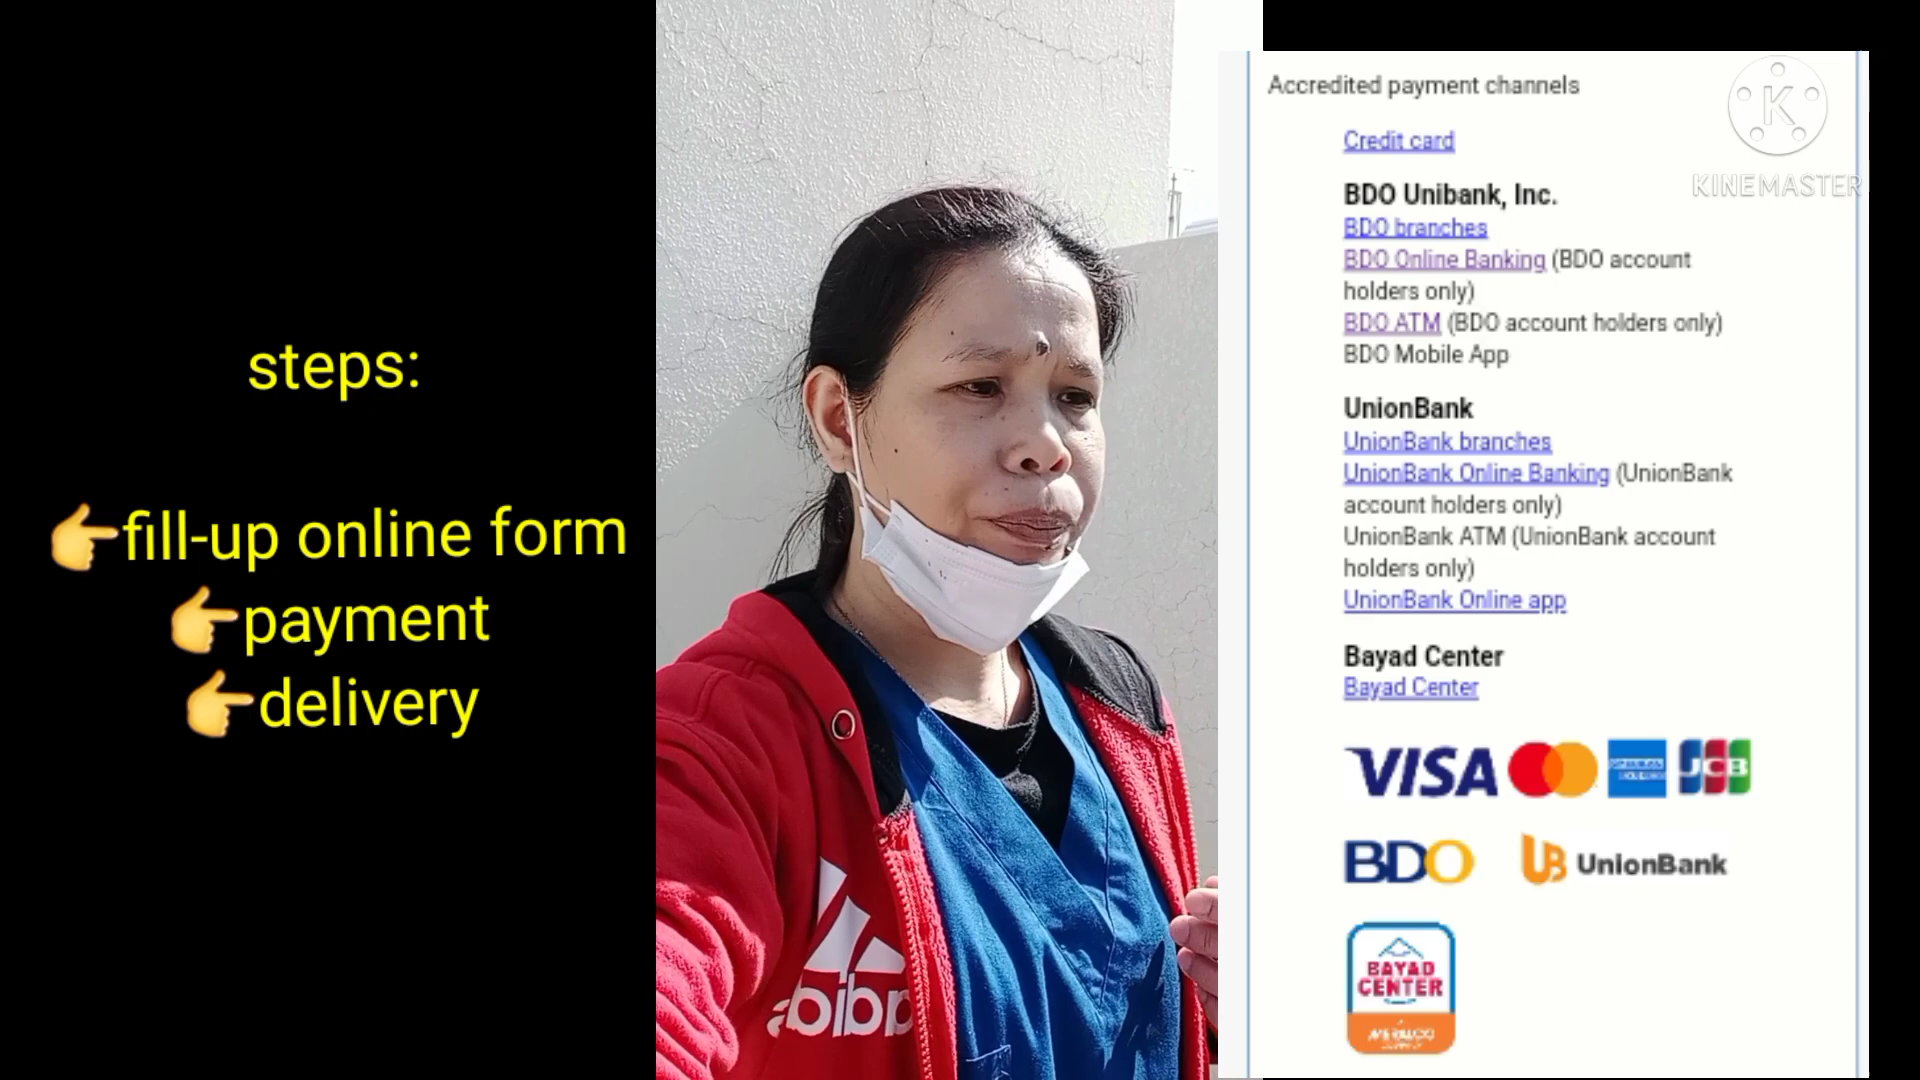 steps:
👉fill-up online form
👉payment
👉delivery
Accredited payment channels
Credit card
BDO Unibank, Inc.
BDO branches
BDO Online Banking (BDO account
holders only)
BDO ATM (BDO account holders only)
BDO Mobile App
UnionBank
UnionBank branches
UnionBank Online Banking (UnionBank
account holders only)
UnionBank ATM (UnionBank account
holders only)
UnionBank Online app
Bayad Center
Bayad Center
VISA
JCB
BDO
UB UnionBank
BAYAD
CENTER
MERALCO
K
KINEMASTER